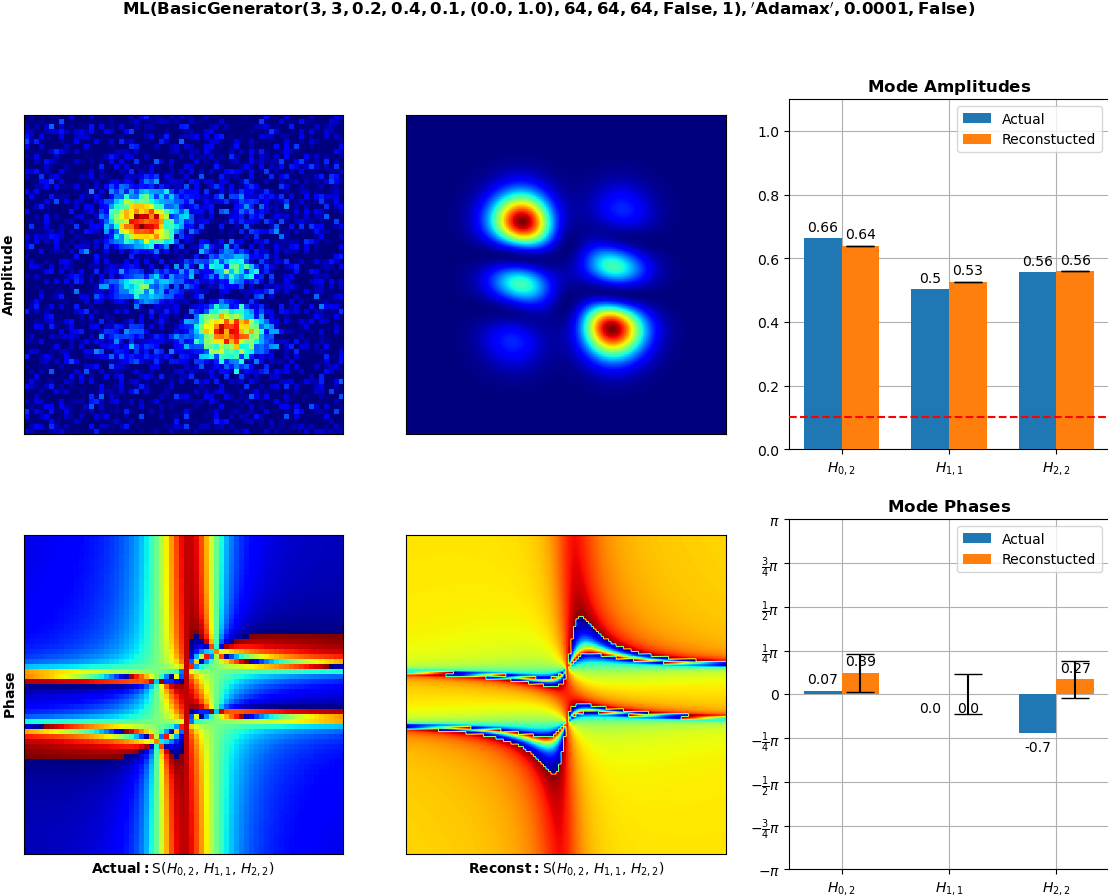 ML(BasicGenerator(3, 3, 0.2, 0.4, 0.1, (0.0, 1.0), 64, 64, 64, False, 1), ′Adamax′, 0.0001, False)
Amplitude
Mode Amplitudes
Actual
Reconstucted
1.0
0.8
0.6
0.4
0.2
0.0
0.66
0.64
0.5
0.53
0.56
0.56
H0,2
H1,1
H2,2
Phase
Actual: S(H0,2, H1,1, H2,2)
Reconst: S(H0,2, H1,1, H2,2)
Mode Phases
Actual
Reconstucted
π
3/4π
1/2π
1/4π
0
−1/4π
−1/2π
−3/4π
−π
0.07
0.39
0.0
0.0
-0.7
0.27
H0,2
H1,1
H2,2